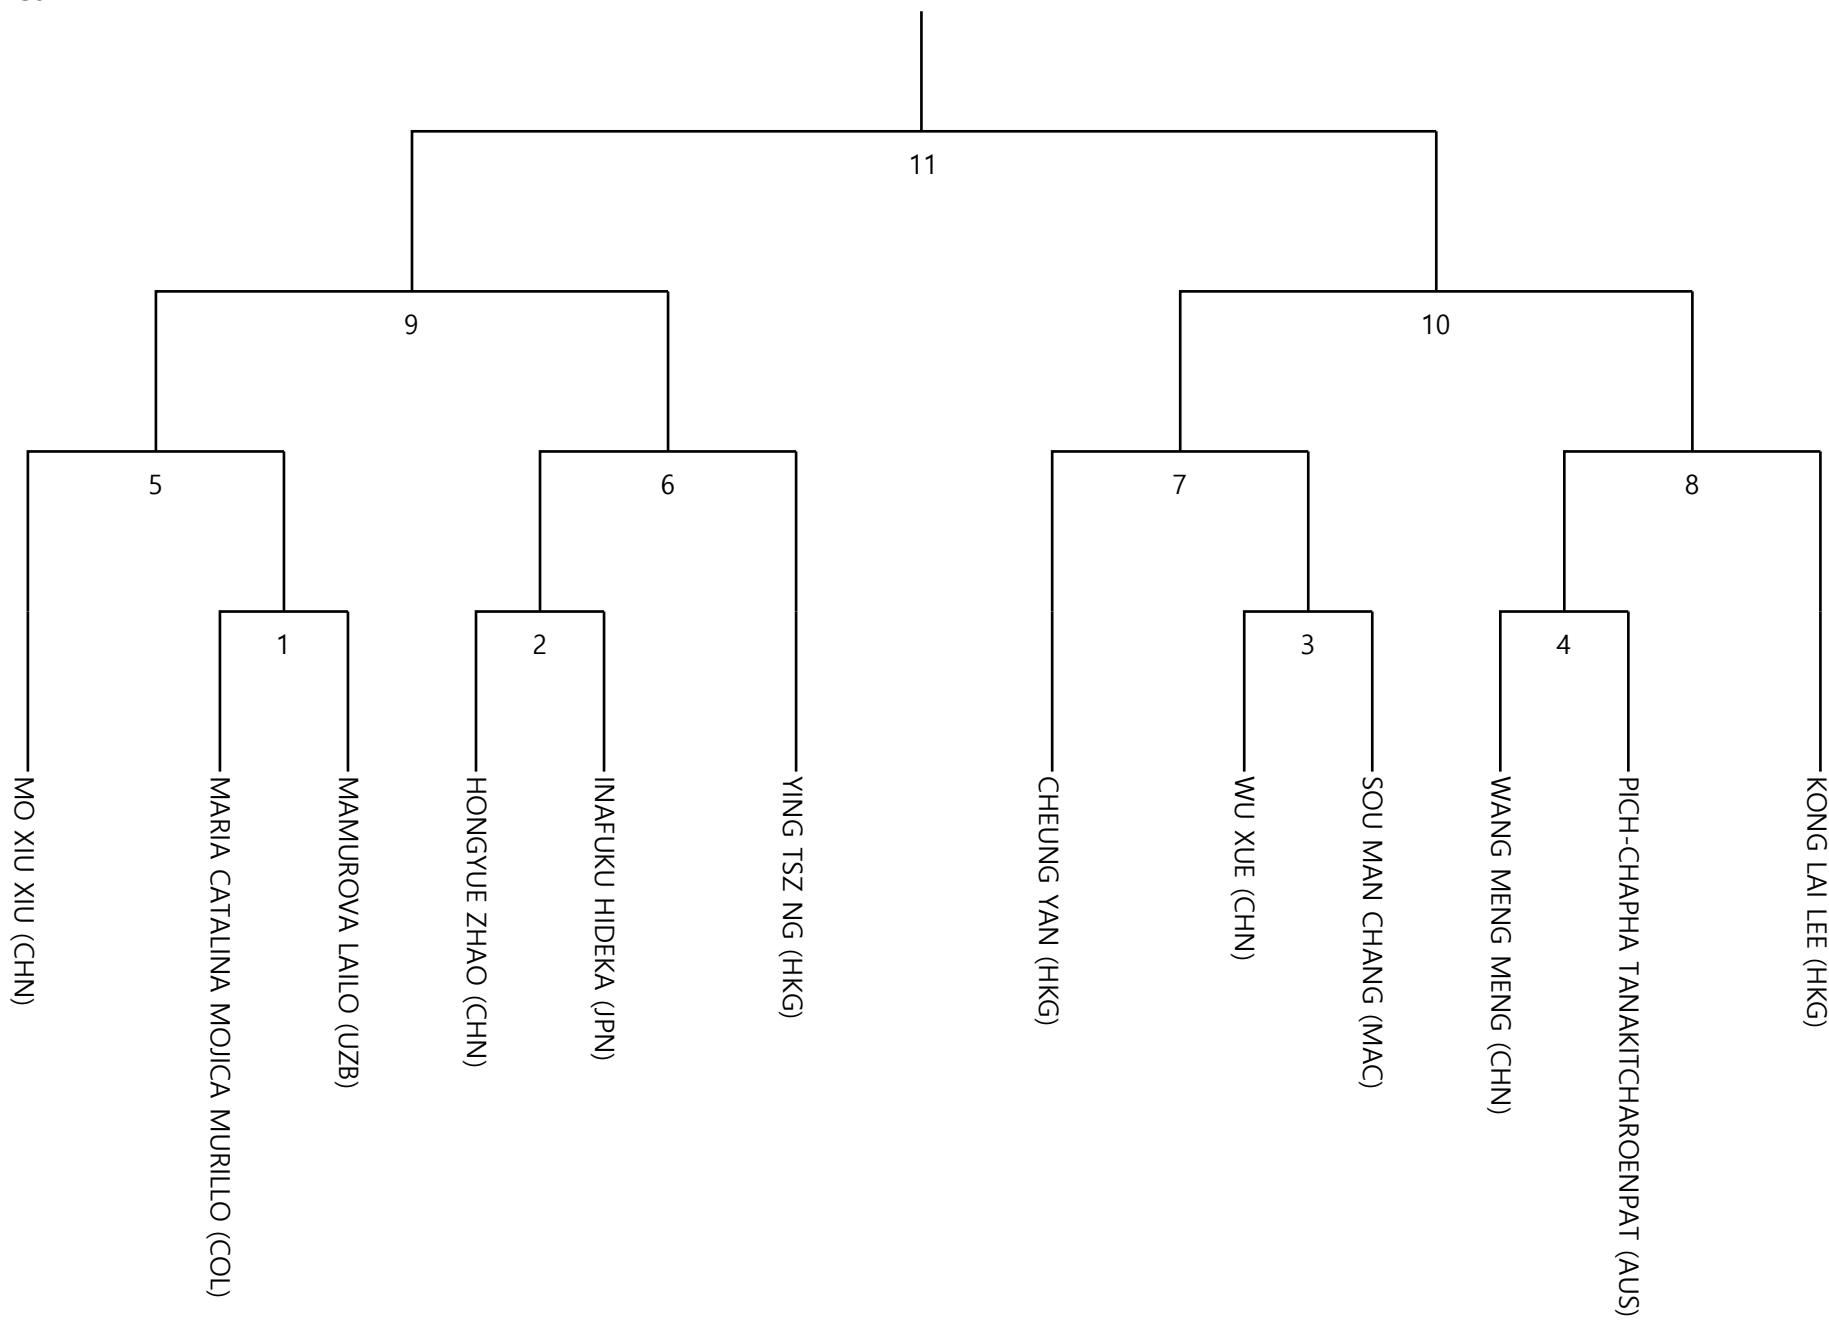 11
9
10
5
6
7
8
1
2
3
4
MO XIU XIU (CHN)
MARIA CATALINA MOJICA MURILLO (COL)
MAMUROVA LAILO (UZB)
HONGYUE ZHAO (CHN)
INAFUKU HIDEKA (JPN)
YING TSZ NG (HKG)
CHEUNG YAN (HKG)
WU XUE (CHN)
SOU MAN CHANG (MAC)
WANG MENG MENG (CHN)
PICH-CHAPHA TANAKITCHAROENPAT (AUS)
KONG LAI LEE (HKG)